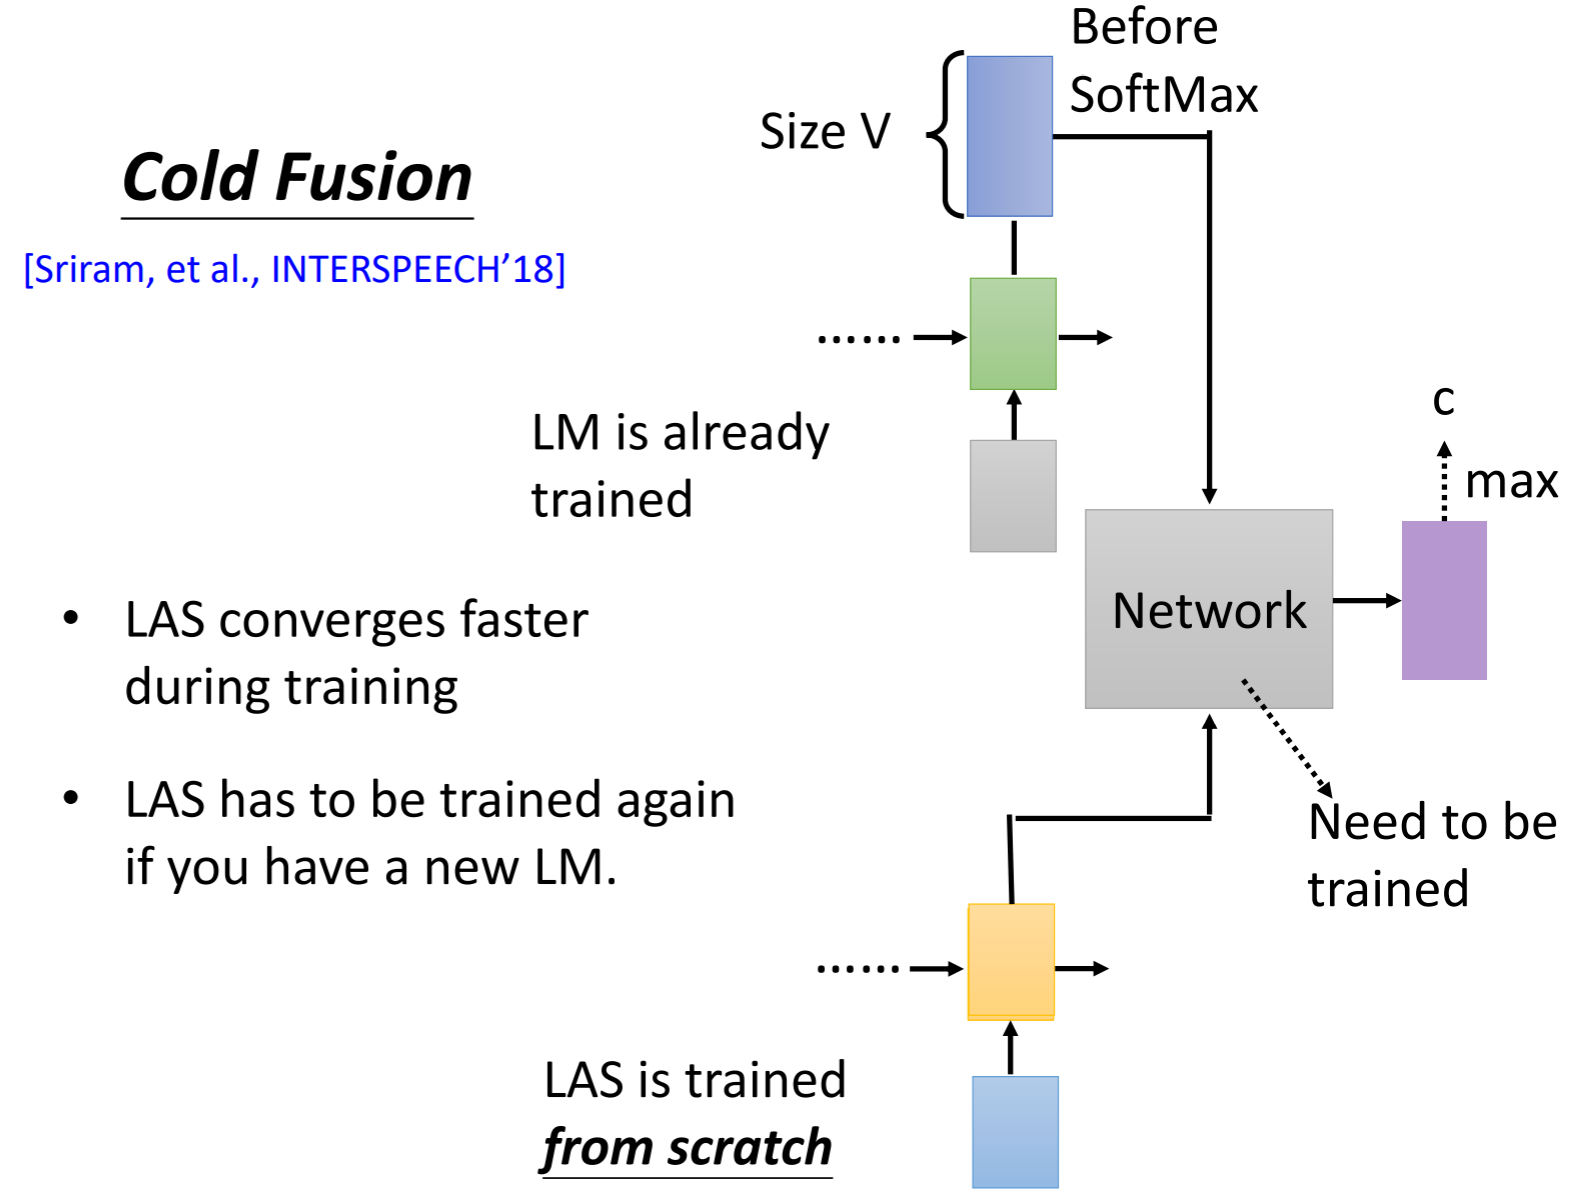 Cold Fusion
[Sriram, et al., INTERSPEECH’18]
Before
SoftMax
Size V
......
LM is already
trained
• LAS converges faster
during training
• LAS has to be trained again
if you have a new LM.
c
max
Network
Need to be
trained
......
LAS is trained
from scratch